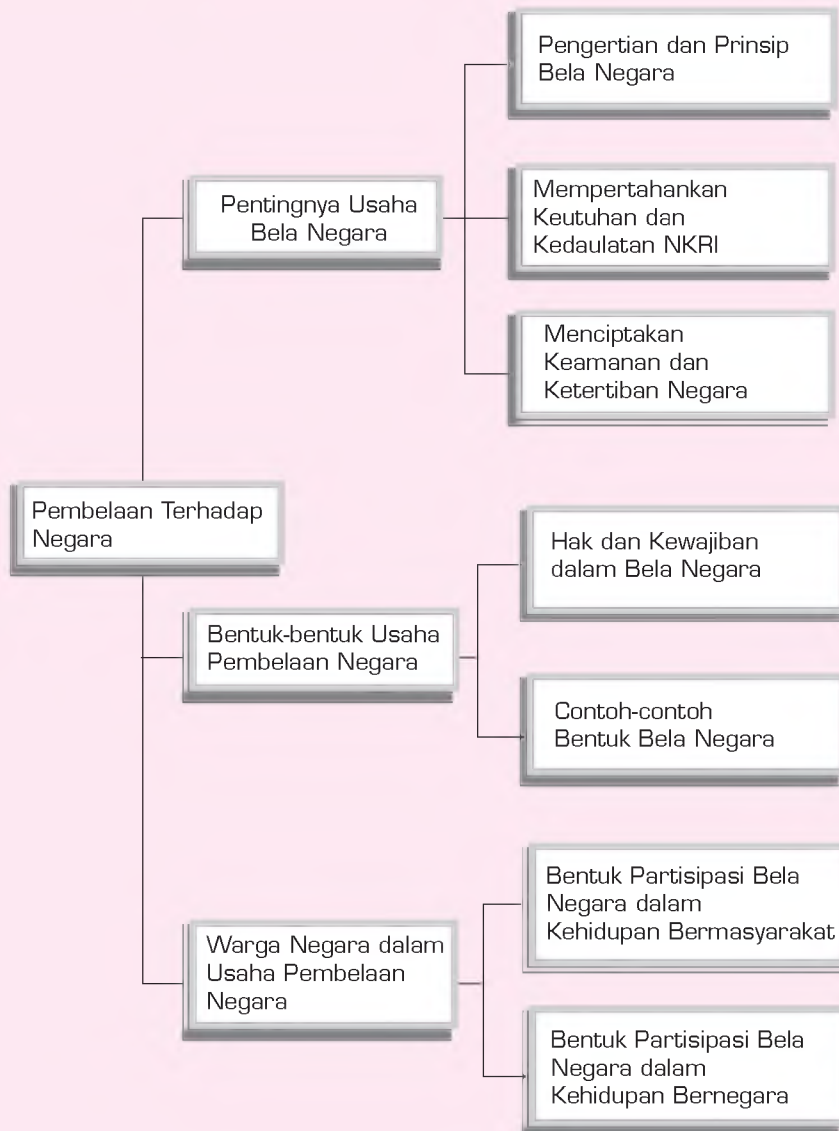 Pembelaan Terhadap
Negara
Pentingnya Usaha
Bela Negara
Pengertian dan Prinsip
Bela Negara
Mempertahankan
Keutuhan dan
Kedaulatan NKRI
Menciptakan
Keamanan dan
Ketertiban Negara
Bentuk-bentuk Usaha
Pembelaan Negara
Hak dan Kewajiban
dalam Bela Negara
Contoh-contoh
Bentuk Bela Negara
Warga Negara dalam
Usaha Pembelaan
Negara
Bentuk Partisipasi Bela
Negara dalam
Kehidupan Bermasyarakat
Bentuk Partisipasi Bela
Negara dalam
Kehidupan Bernegara